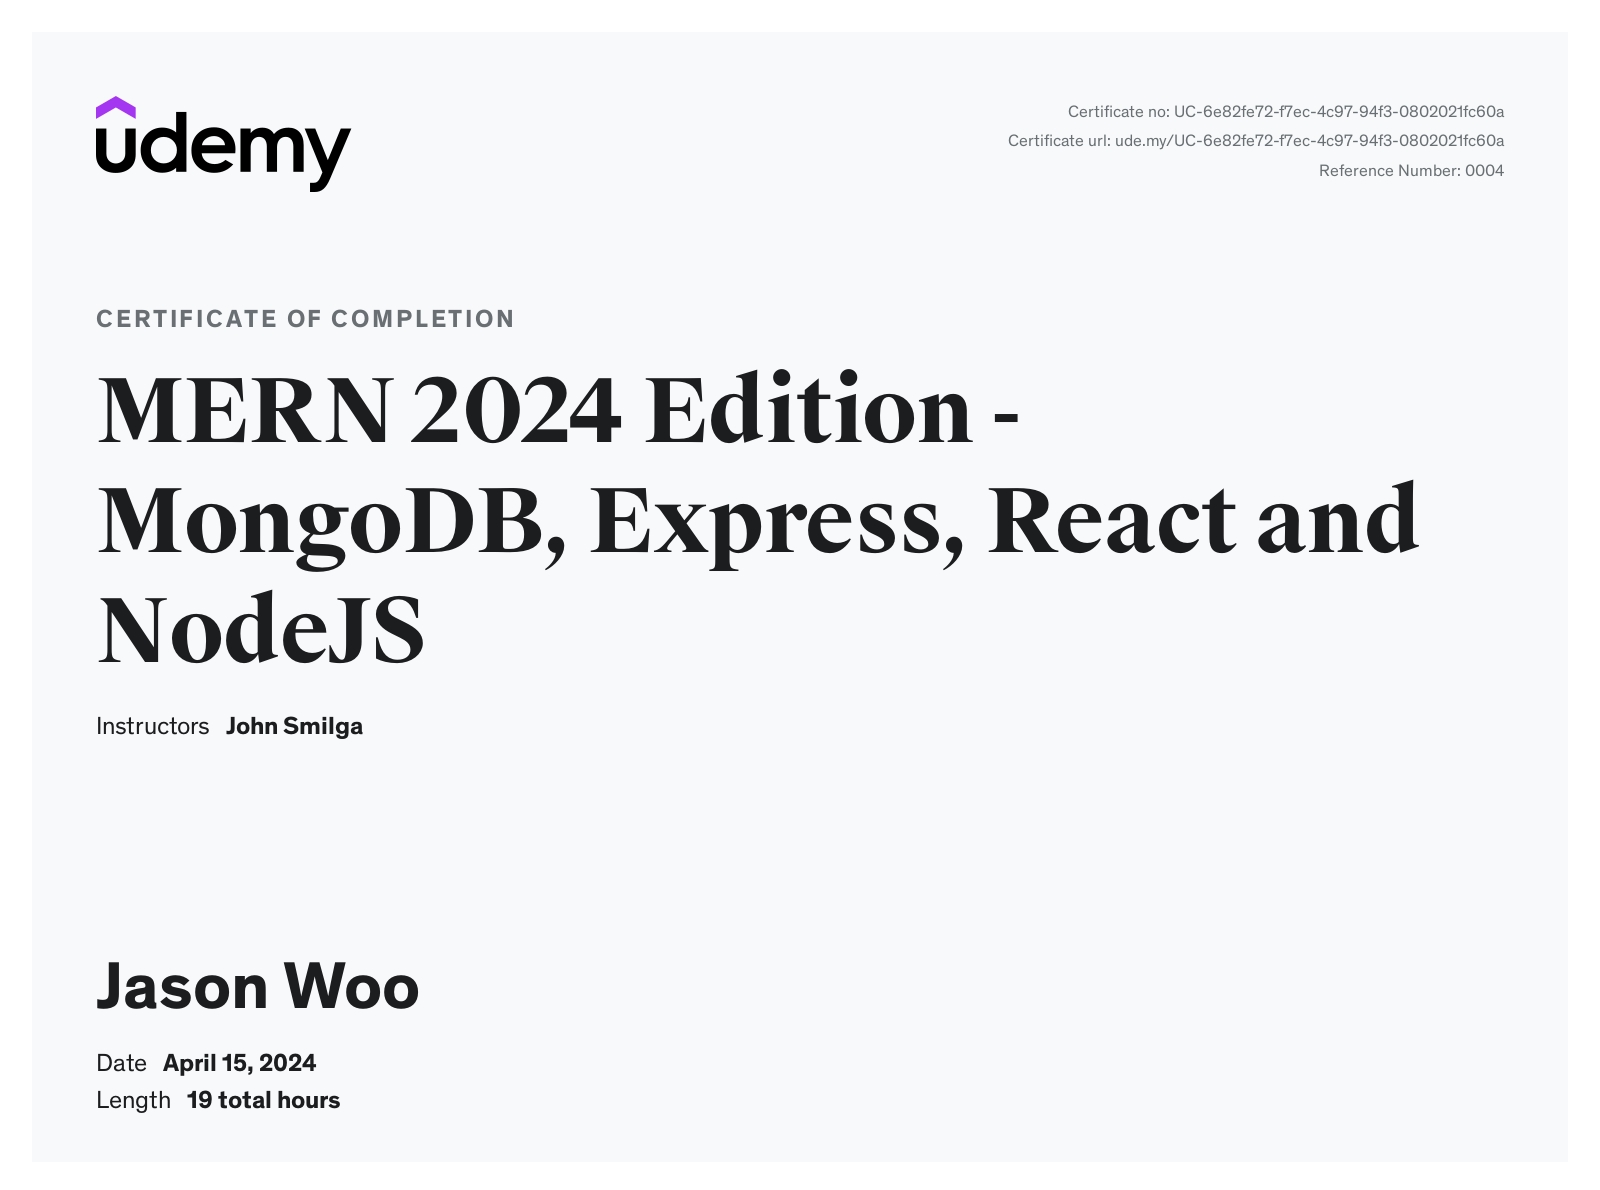 udemy
Certificate no: UC-6e82fe72-f7ec-4c97-94f3-0802021fc60a
Certificate url: ude.my/UC-6e82fe72-f7ec-4c97-94f3-0802021fc60a
Reference Number: 0004
CERTIFICATE OF COMPLETION
MERN 2024 Edition -
MongoDB, Express, React and
NodeJS
Instructors John Smilga
Jason Woo
Date April 15, 2024
Length 19 total hours